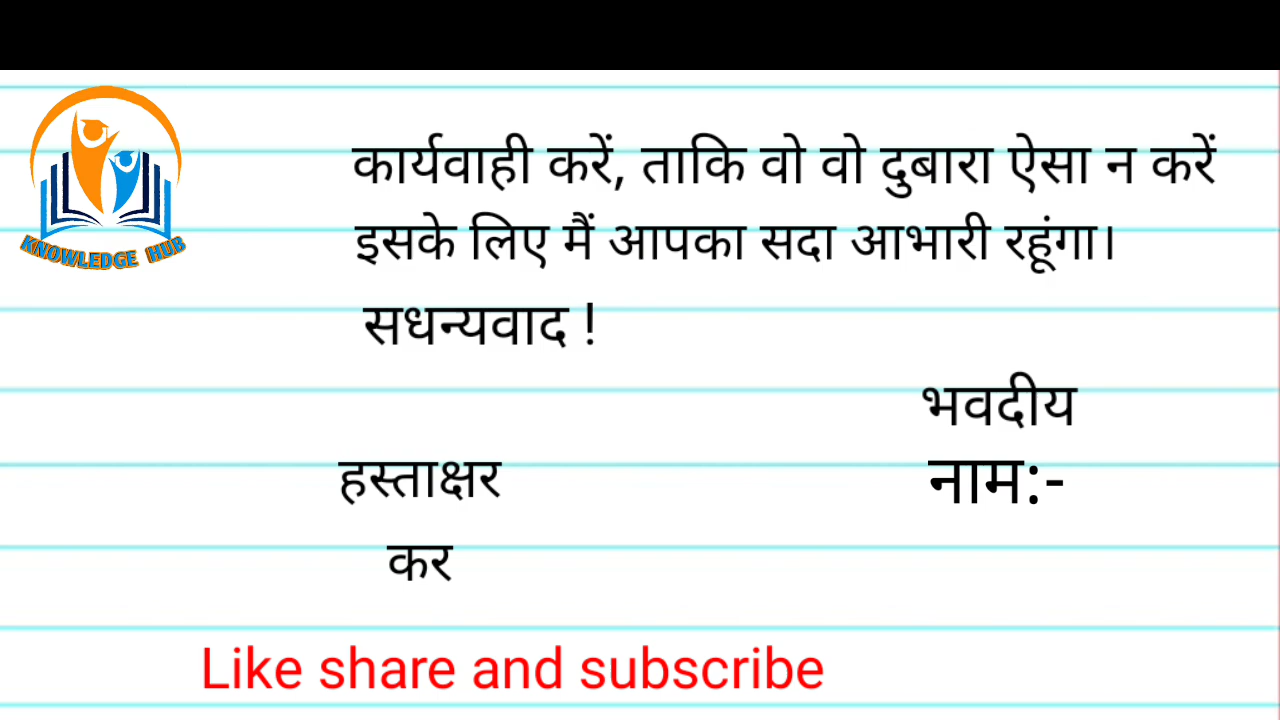 KNOWLEDGE HUB
कार्यवाही करें, ताकि वो वो दुबारा ऐसा न करें
इसके लिए मैं आपका सदा आभारी रहूंगा।
सधन्यवाद !
भवदीय
हस्ताक्षर
नाम:-
कर
Like share and subscribe